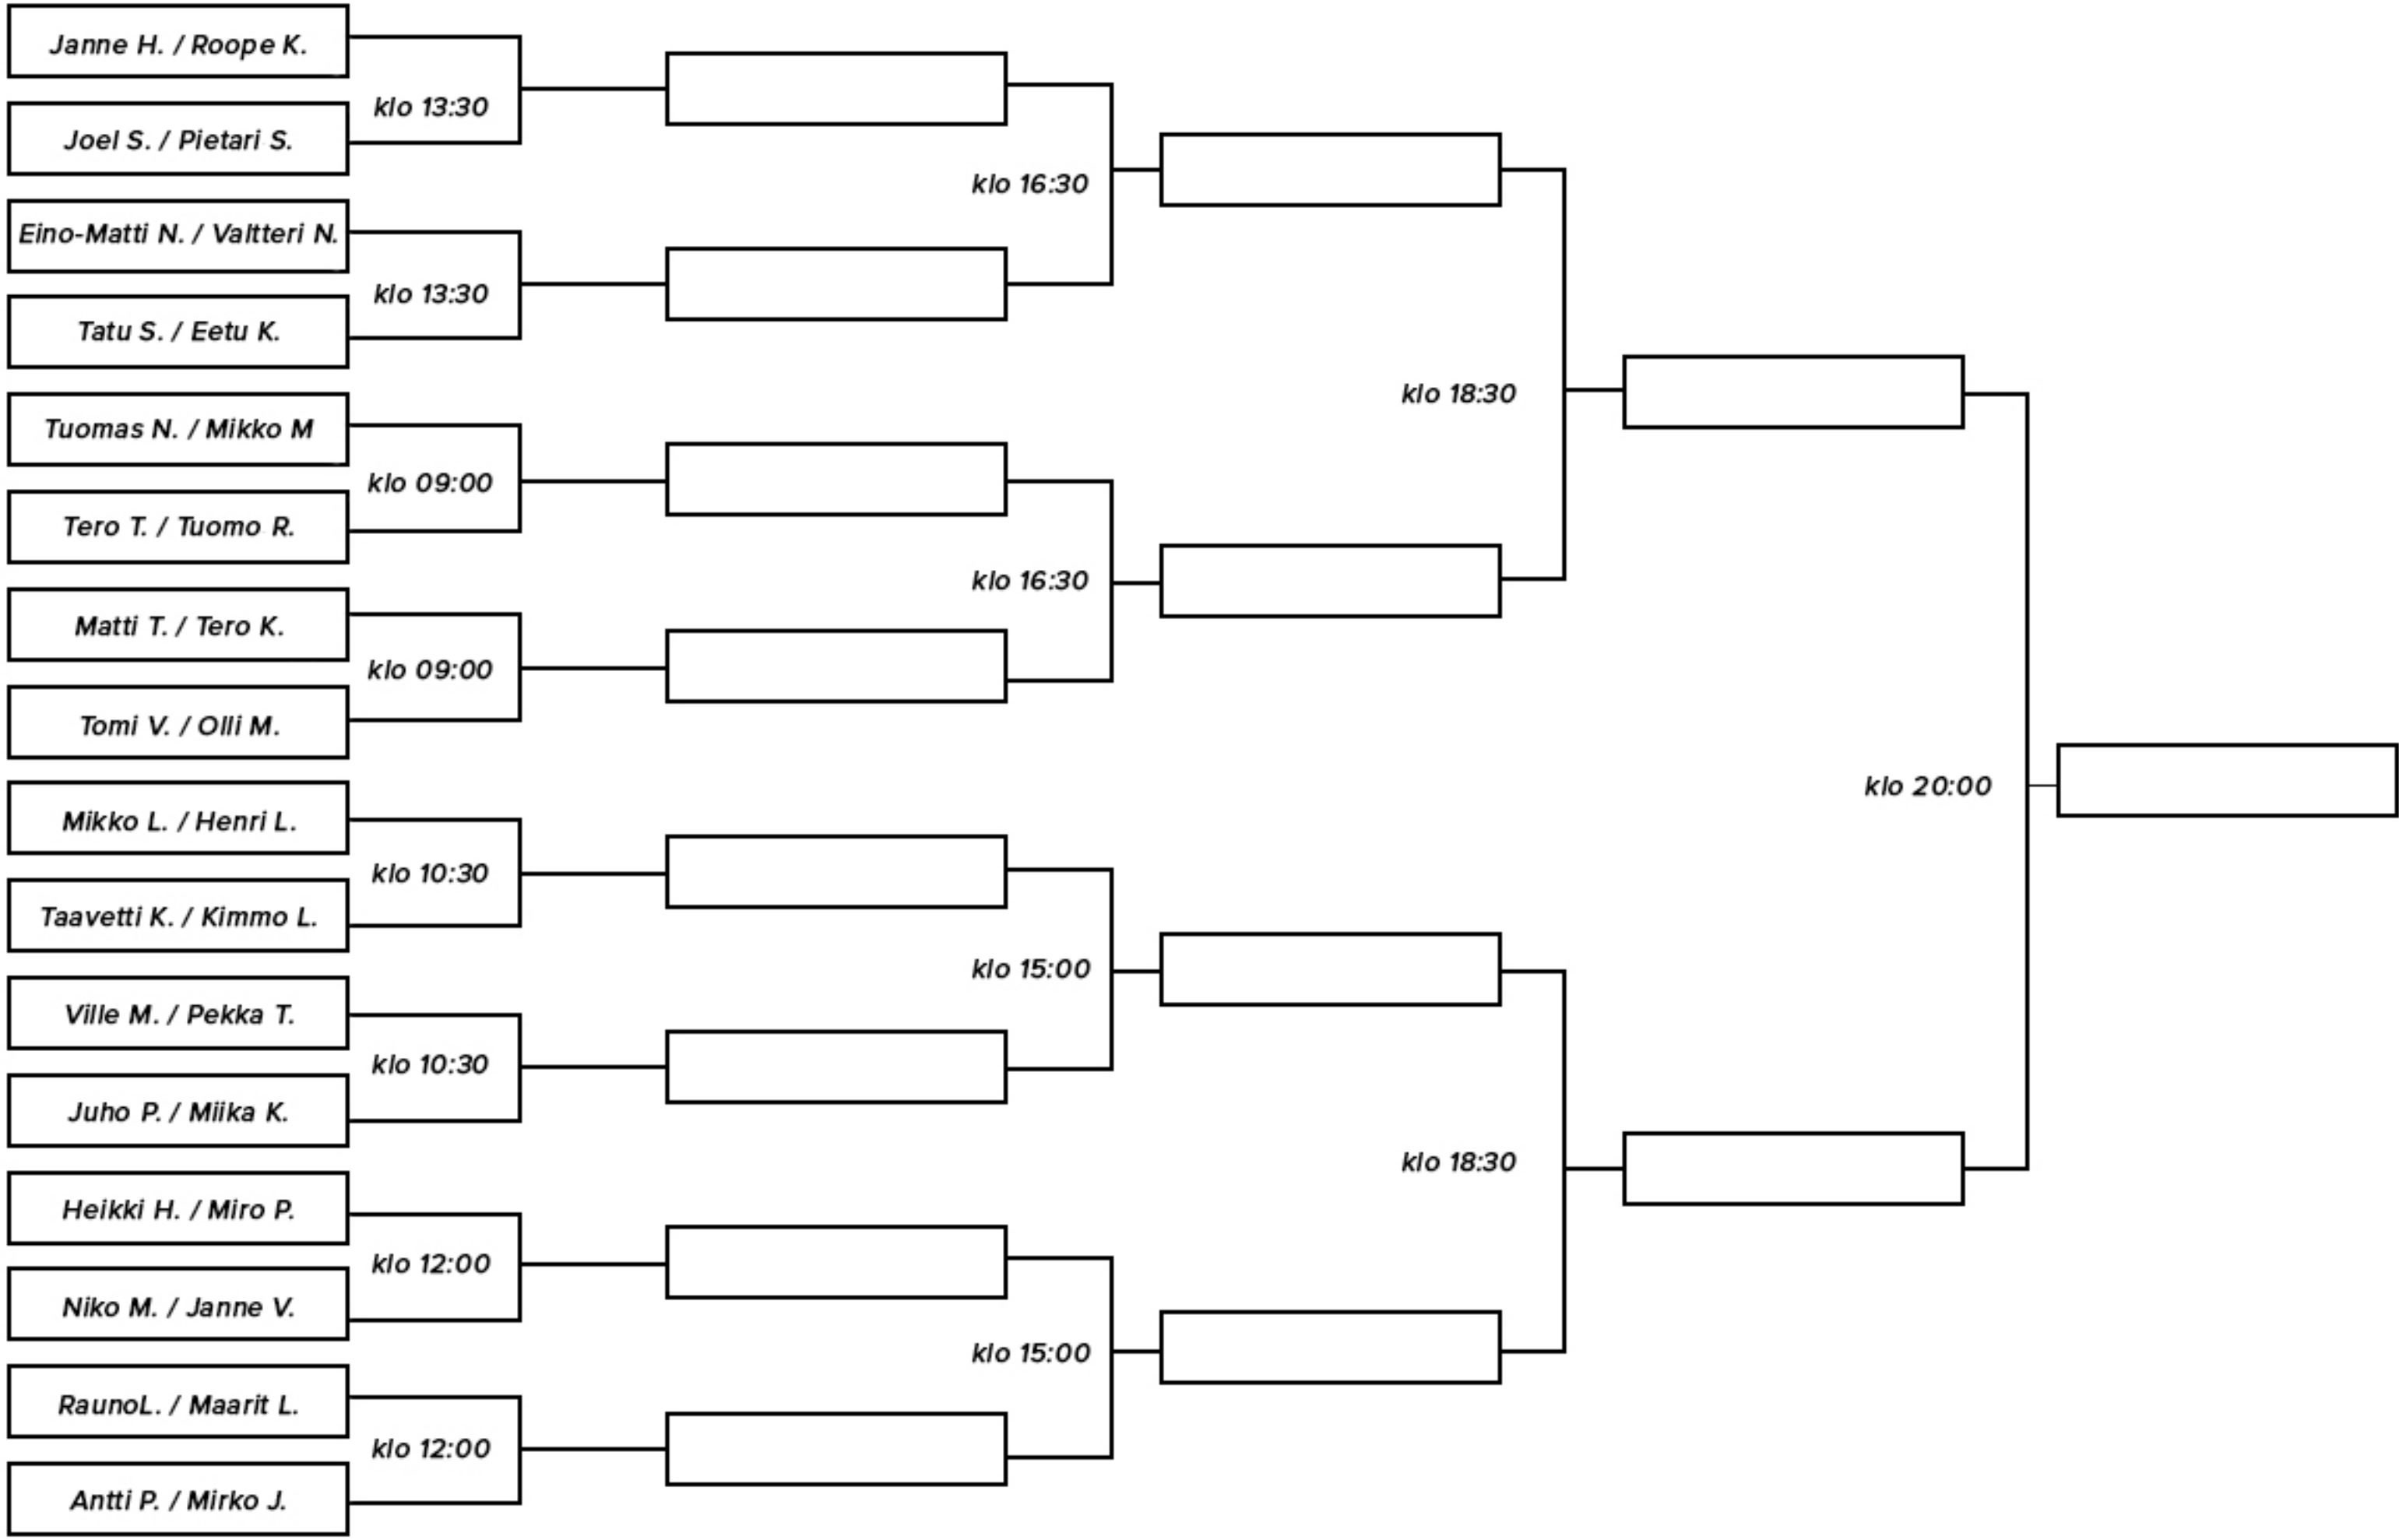 Janne H. / Roope K.
klo 13:30
Joel S. / Pietari S.
klo 16:30
Eino-Matti N. / Valtteri N.
klo 13:30
Tatu S. / Eetu K.
klo 18:30
Tuomas N. / Mikko M
klo 09:00
Tero T. / Tuomo R.
klo 16:30
Matti T. / Tero K.
klo 09:00
Tomi V. / Olli M.
klo 20:00
Mikko L. / Henri L.
klo 10:30
Taavetti K. / Kimmo L.
klo 15:00
Ville M. / Pekka T.
klo 10:30
Juho P. / Miika K.
klo 18:30
Heikki H. / Miro P.
klo 12:00
Niko M. / Janne V.
klo 15:00
RaunoL. / Maarit L.
klo 12:00
Antti P. / Mirko J.